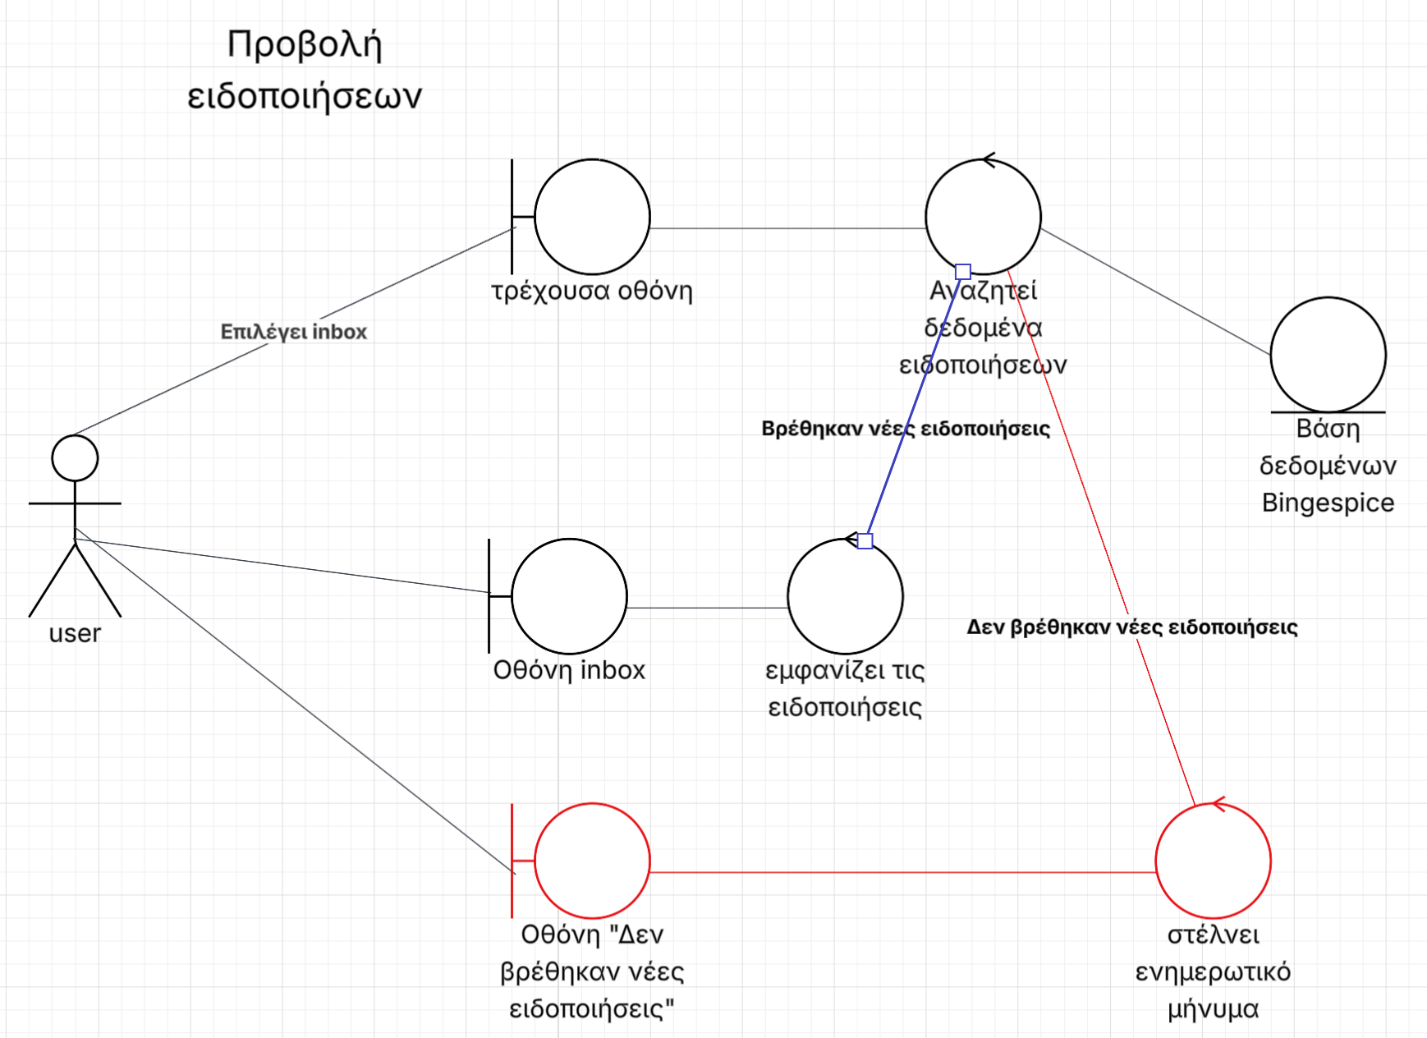 Προβολή
ειδοποιήσεων
τρέχουσα οθόνη
Αναζητεί
δεδομένα
ειδοποιήσεων
Επιλέγει inbox
Βρέθηκαν νέες ειδοποιήσεις
Βάση
δεδομένων
Bingespice
user
Οθόνη inbox
εμφανίζει τις
ειδοποιήσεις
Δεν βρέθηκαν νέες ειδοποιήσεις
Οθόνη "Δεν
βρέθηκαν νέες
ειδοποιήσεις"
στέλνει
ενημερωτικό
μήνυμα